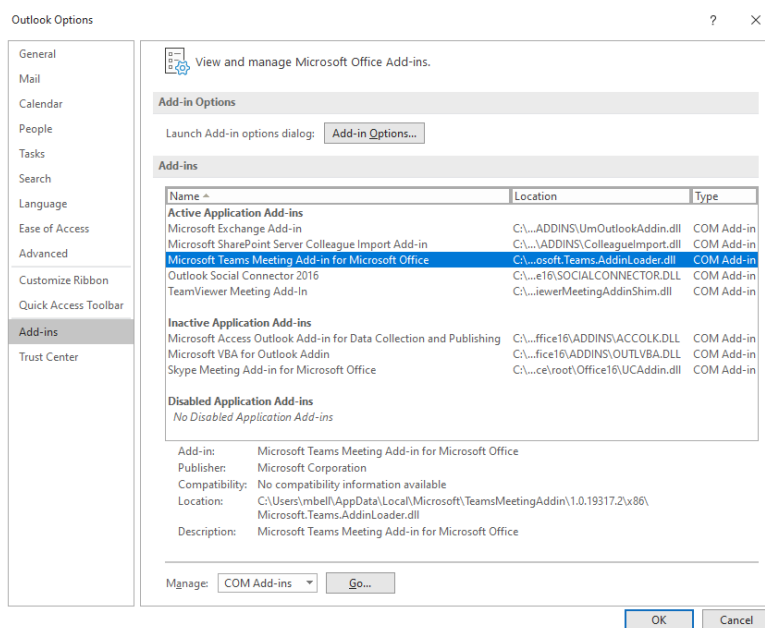 Outlook Options
?
General
Mail
Calendar
People
Tasks
Search
Language
Ease of Access
Advanced
Customize Ribbon
Quick Access Toolbar
Add-ins
Trust Center
View and manage Microsoft Office Add-ins.
Add-in Options
Launch Add-in options dialog: Add-in Options...
Add-ins
Name Location Type
Active Application Add-ins
Microsoft Exchange Add-in C:\...ADDINS\UmOutlookAddin.dll COM Add-in
Microsoft SharePoint Server Colleague Import Add-in C:\...\ADDINS\ColleagueImport.dll COM Add-in
Microsoft Teams Meeting Add-in for Microsoft Office C:\...osoft.Teams.AddinLoader.dll COM Add-in
Outlook Social Connector 2016 C:\...e16\SOCIALCONNECTOR.DLL COM Add-in
TeamViewer Meeting Add-In C:\...iewerMeetingAddinShim.dll COM Add-in
Inactive Application Add-ins
Microsoft Access Outlook Add-in for Data Collection and Publishing C:\...ffice16\ADDINS\ACCOLK.DLL COM Add-in
Microsoft VBA for Outlook Addin C:\...fice16\ADDINS\OUTLVBA.DLL COM Add-in
Skype Meeting Add-in for Microsoft Office C:\...ce\root\Office16\UCAddin.dll COM Add-in
Disabled Application Add-ins
No Disabled Application Add-ins
Add-in: Microsoft Teams Meeting Add-in for Microsoft Office
Publisher: Microsoft Corporation
Compatibility: No compatibility information available
Location: C:\Users\mbell\AppData\Local\Microsoft\TeamsMeetingAddin\1.0.19317.2\x86\
Microsoft.Teams.AddinLoader.dll
Description: Microsoft Teams Meeting Add-in for Microsoft Office
Manage: COM Add-ins Go...
OK Cancel